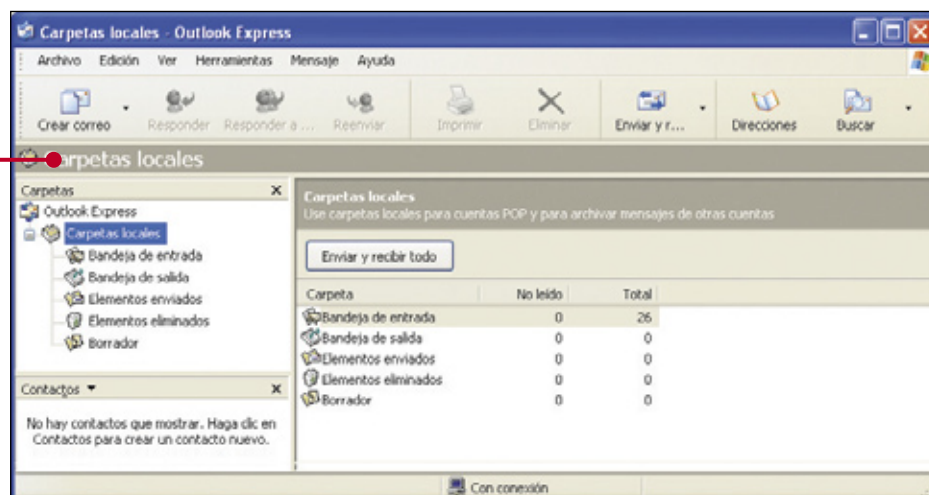 Carpetas locales - Outlook Express
Archivo Edición Ver Herramientas Mensaje Ayuda
Crear correo Responder Responder a ... Reenviar Imprimir Eliminar Enviar y r... Direcciones Buscar
Carpetas locales
Carpetas
Outlook Express
Carpetas locales
Bandeja de entrada
Bandeja de salida
Elementos enviados
Elementos eliminados
Borrador
Contactos
No hay contactos que mostrar. Haga clic en
Contactos para crear un contacto nuevo.
Carpetas locales
Use carpetas locales para cuentas POP y para archivar mensajes de otras cuentas
Enviar y recibir todo
Carpeta No leído Total
Bandeja de entrada 0 26
Bandeja de salida 0 0
Elementos enviados 0 0
Elementos eliminados 0 0
Borrador 0 0
Con conexión